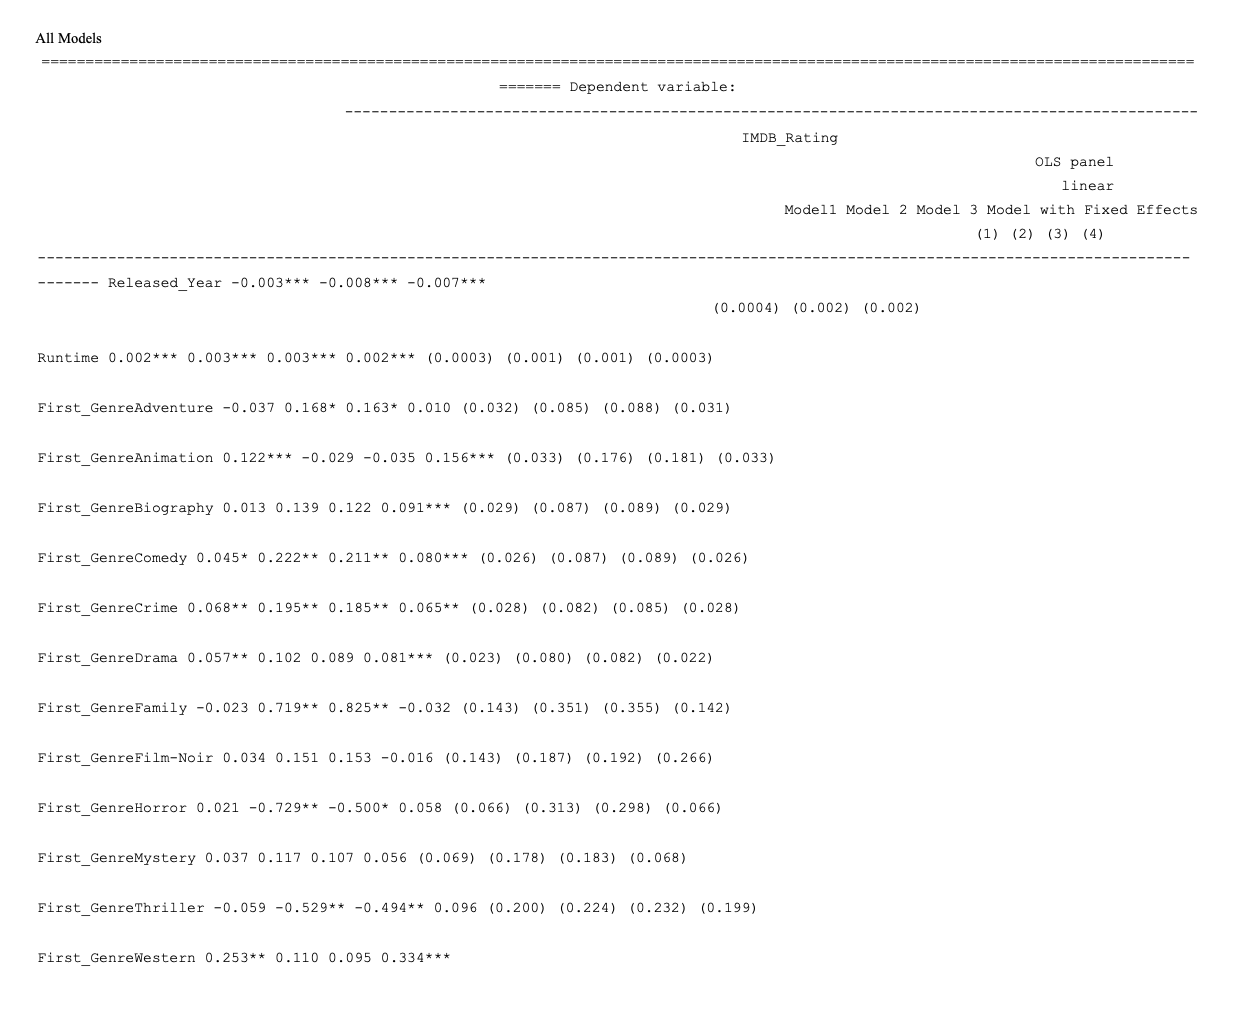 All Models
===================================================================================================================================
======= Dependent variable:
-------------------------------------------------------------------------------------------------
IMDB_Rating
OLS panel
linear
Model1 Model 2 Model 3 Model with Fixed Effects
(1) (2) (3) (4)
-----------------------------------------------------------------------------------------------------------------------------------
------- Released_Year -0.003*** -0.008*** -0.007***
(0.0004) (0.002) (0.002)
Runtime 0.002*** 0.003*** 0.003*** 0.002*** (0.0003) (0.001) (0.001) (0.0003)
First_GenreAdventure -0.037 0.168* 0.163* 0.010 (0.032) (0.085) (0.088) (0.031)
First_GenreAnimation 0.122*** -0.029 -0.035 0.156*** (0.033) (0.176) (0.181) (0.033)
First_GenreBiography 0.013 0.139 0.122 0.091*** (0.029) (0.087) (0.089) (0.029)
First_GenreComedy 0.045* 0.222** 0.211** 0.080*** (0.026) (0.087) (0.089) (0.026)
First_GenreCrime 0.068** 0.195** 0.185** 0.065** (0.028) (0.082) (0.085) (0.028)
First_GenreDrama 0.057** 0.102 0.089 0.081*** (0.023) (0.080) (0.082) (0.022)
First_GenreFamily -0.023 0.719** 0.825** -0.032 (0.143) (0.351) (0.355) (0.142)
First_GenreFilm-Noir 0.034 0.151 0.153 -0.016 (0.143) (0.187) (0.192) (0.266)
First_GenreHorror 0.021 -0.729** -0.500* 0.058 (0.066) (0.313) (0.298) (0.066)
First_GenreMystery 0.037 0.117 0.107 0.056 (0.069) (0.178) (0.183) (0.068)
First_GenreThriller -0.059 -0.529** -0.494** 0.096 (0.200) (0.224) (0.232) (0.199)
First_GenreWestern 0.253** 0.110 0.095 0.334***